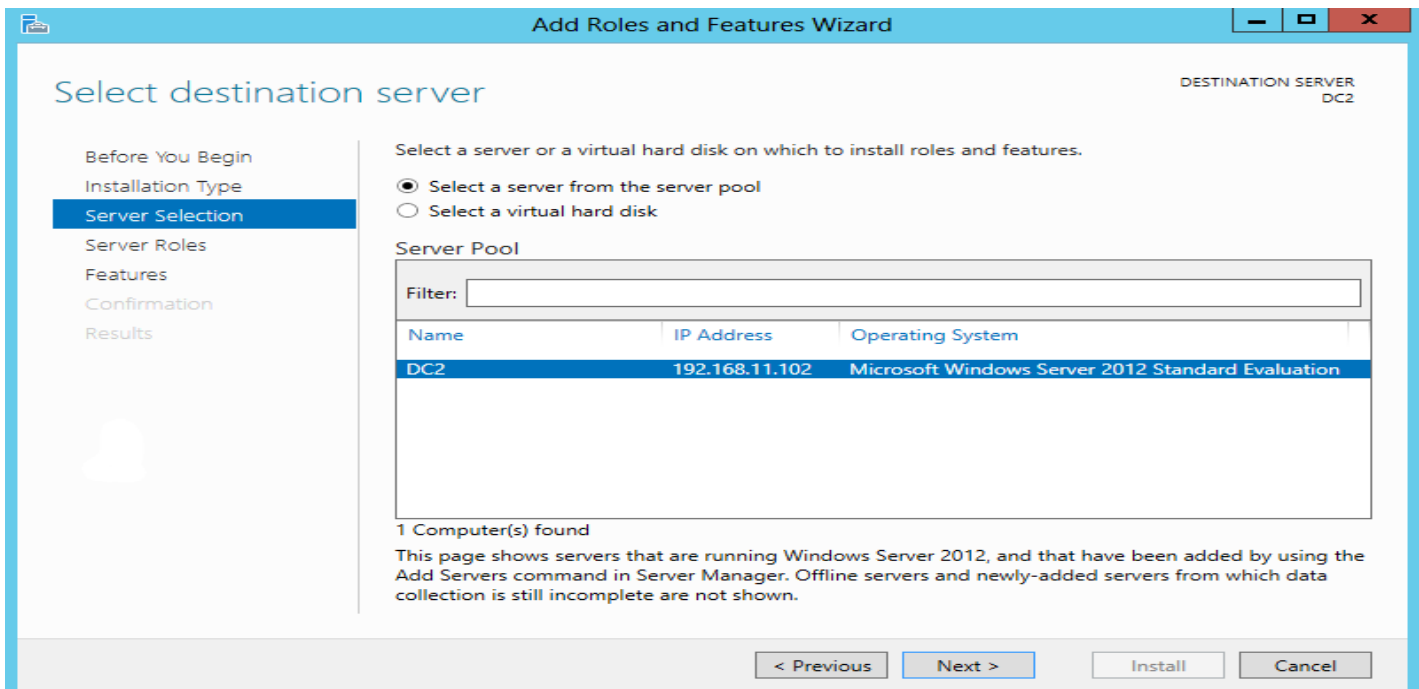 Add Roles and Features Wizard
Select destination server
DESTINATION SERVER
DC2
Before You Begin
Installation Type
Server Selection
Server Roles
Features
Confirmation
Results
Select a server or a virtual hard disk on which to install roles and features.
Select a server from the server pool
Select a virtual hard disk
Server Pool
Filter:
Name IP Address Operating System
DC2 192.168.11.102 Microsoft Windows Server 2012 Standard Evaluation
1 Computer(s) found
This page shows servers that are running Windows Server 2012, and that have been added by using the
Add Servers command in Server Manager. Offline servers and newly-added servers from which data
collection is still incomplete are not shown.
< Previous Next > Install Cancel